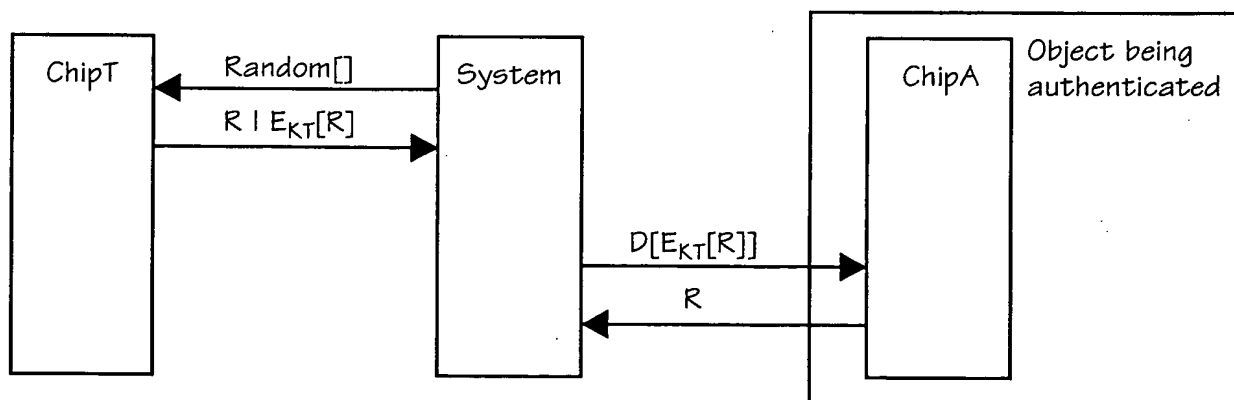 ChipT
Random[]
R | E_KT[R]
System
D[E_KT[R]]
R
ChipA
Object being
authenticated